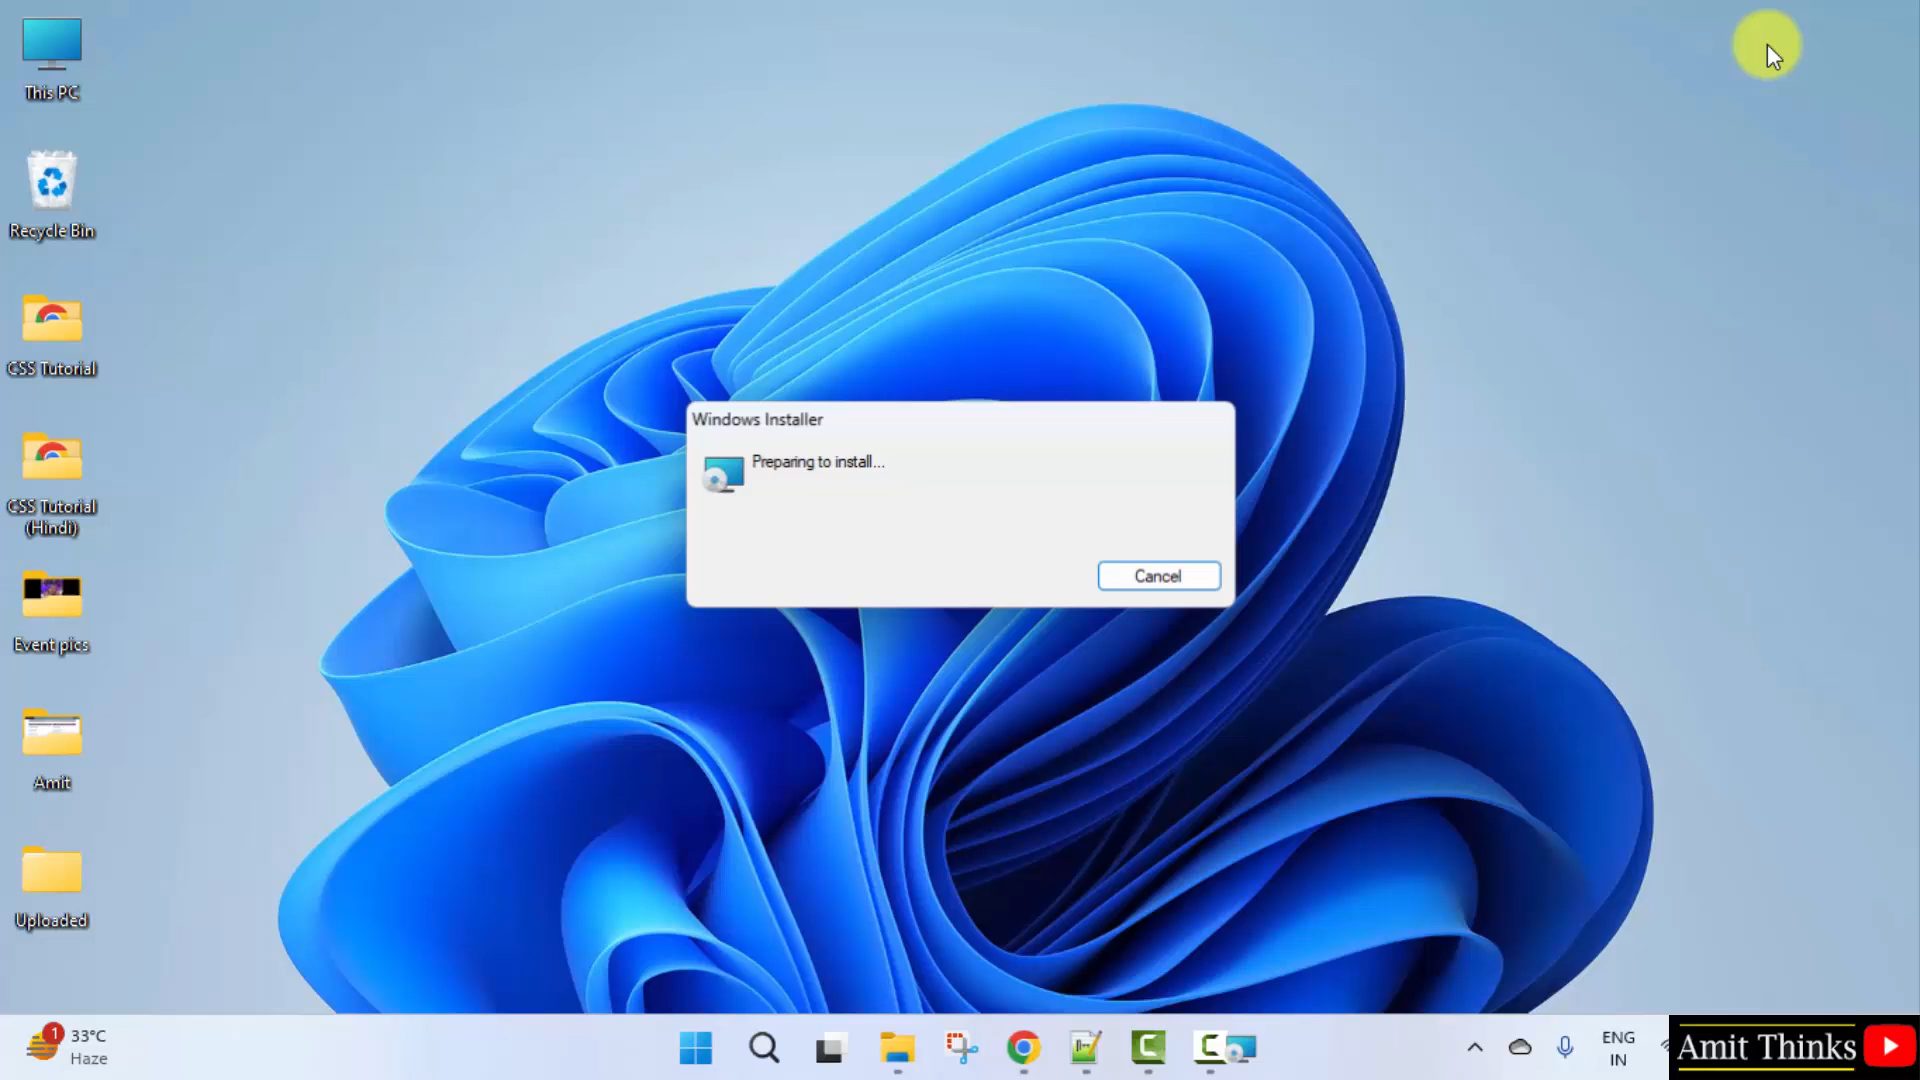 This PC
Recycle Bin
CSS Tutorial
CSS Tutorial
(Hindi)
Event pics
Amit
Uploaded
Windows Installer
Preparing to install...
Cancel
1
33°C
Haze
ENG
IN
Amit Thinks